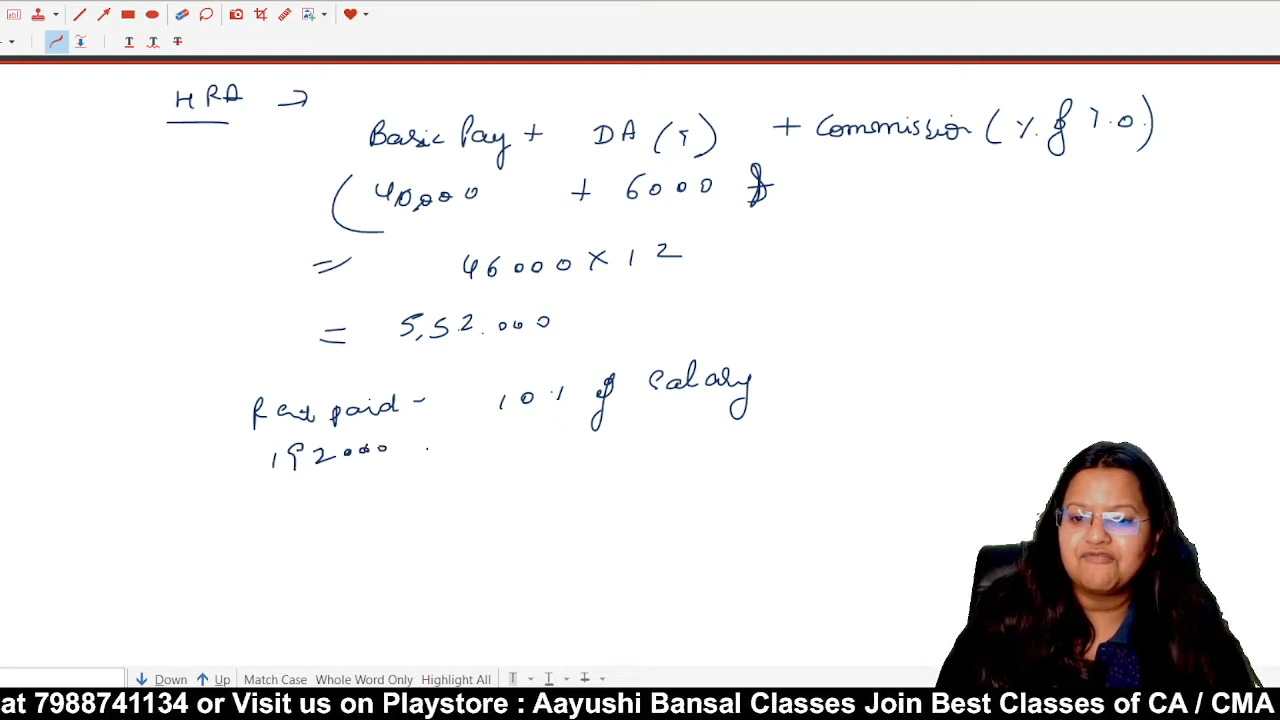 HRA →
Basic Pay + DA (T) + Commission (% of T.O.)
(40,000 + 6000
= 46000 × 12
= 5,52,000
Rent paid - 10% of Salary
192000
Down Up Match Case Whole Word Only Highlight All
at 7988741134 or Visit us on Playstore : Aayushi Bansal Classes Join Best Classes of CA / CMA